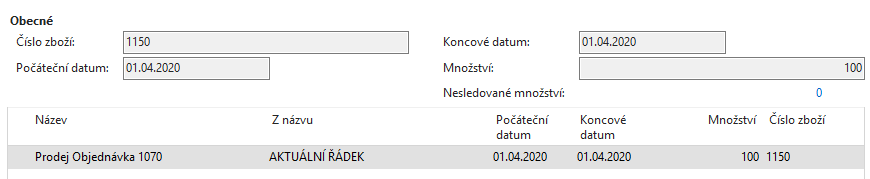 Obecné
Číslo zboží: 1150 Koncové datum: 01.04.2020
Počáteční datum: 01.04.2020 Množství: 100
Nesledované množství: 0
Název Z názvu Počáteční datum Koncové datum Množství Číslo zboží
Prodej Objednávka 1070 AKTUÁLNÍ ŘÁDEK 01.04.2020 01.04.2020 100 1150